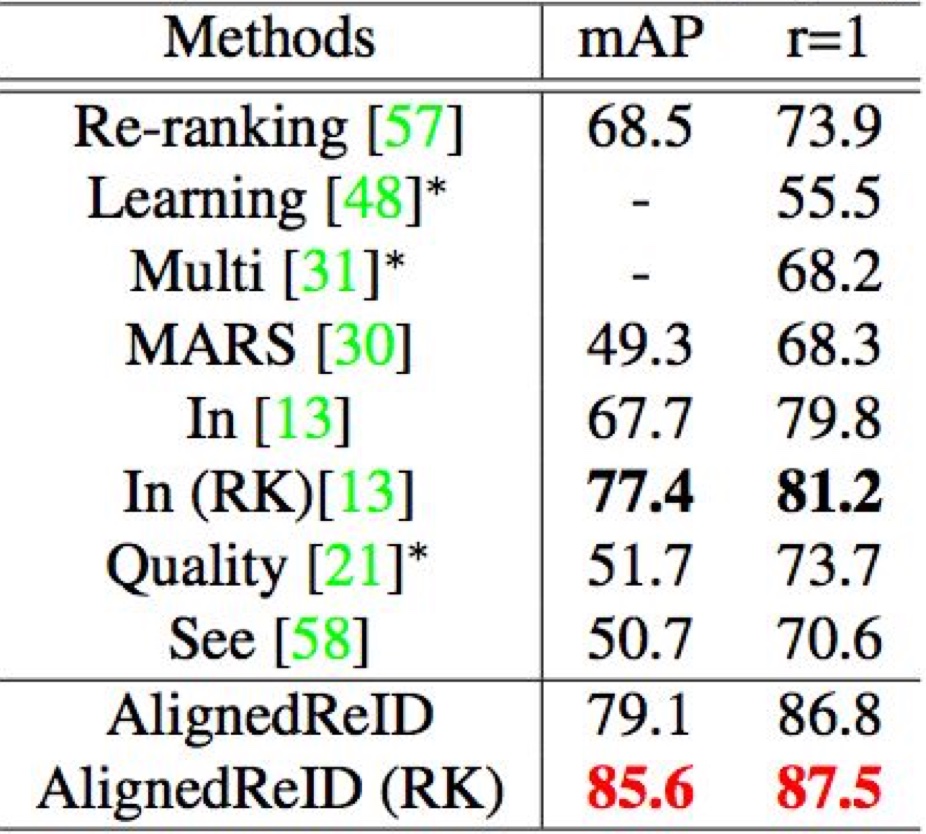 Methods mAP r=1
Re-ranking [57] 68.5 73.9
Learning [48]* - 55.5
Multi [31]* - 68.2
MARS [30] 49.3 68.3
In [13] 67.7 79.8
In (RK)[13] 77.4 81.2
Quality [21]* 51.7 73.7
See [58] 50.7 70.6
AlignedReID 79.1 86.8
AlignedReID (RK) 85.6 87.5